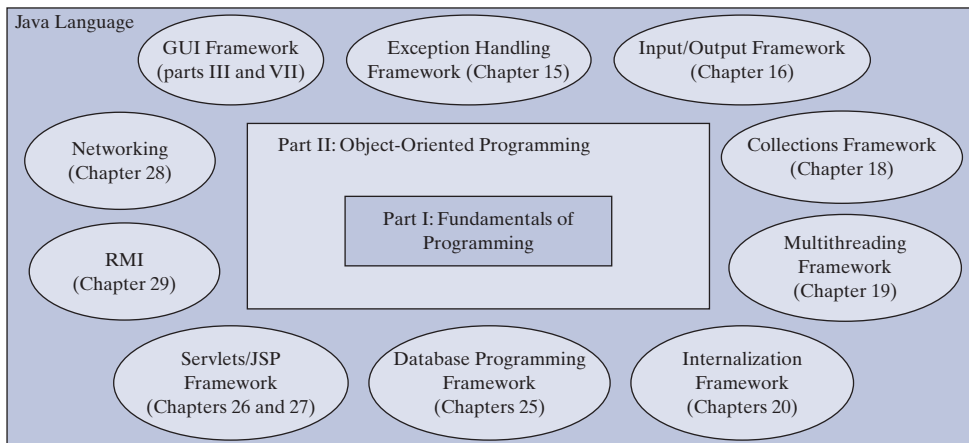 Java Language
GUI Framework
(parts III and VII)
Exception Handling
Framework (Chapter 15)
Input/Output Framework
(Chapter 16)
Networking
(Chapter 28)
Part II: Object-Oriented Programming
Collections Framework
(Chapter 18)
Part I: Fundamentals of
Programming
RMI
(Chapter 29)
Multithreading
Framework
(Chapter 19)
Servlets/JSP
Framework
(Chapters 26 and 27)
Database Programming
Framework
(Chapters 25)
Internalization
Framework
(Chapters 20)